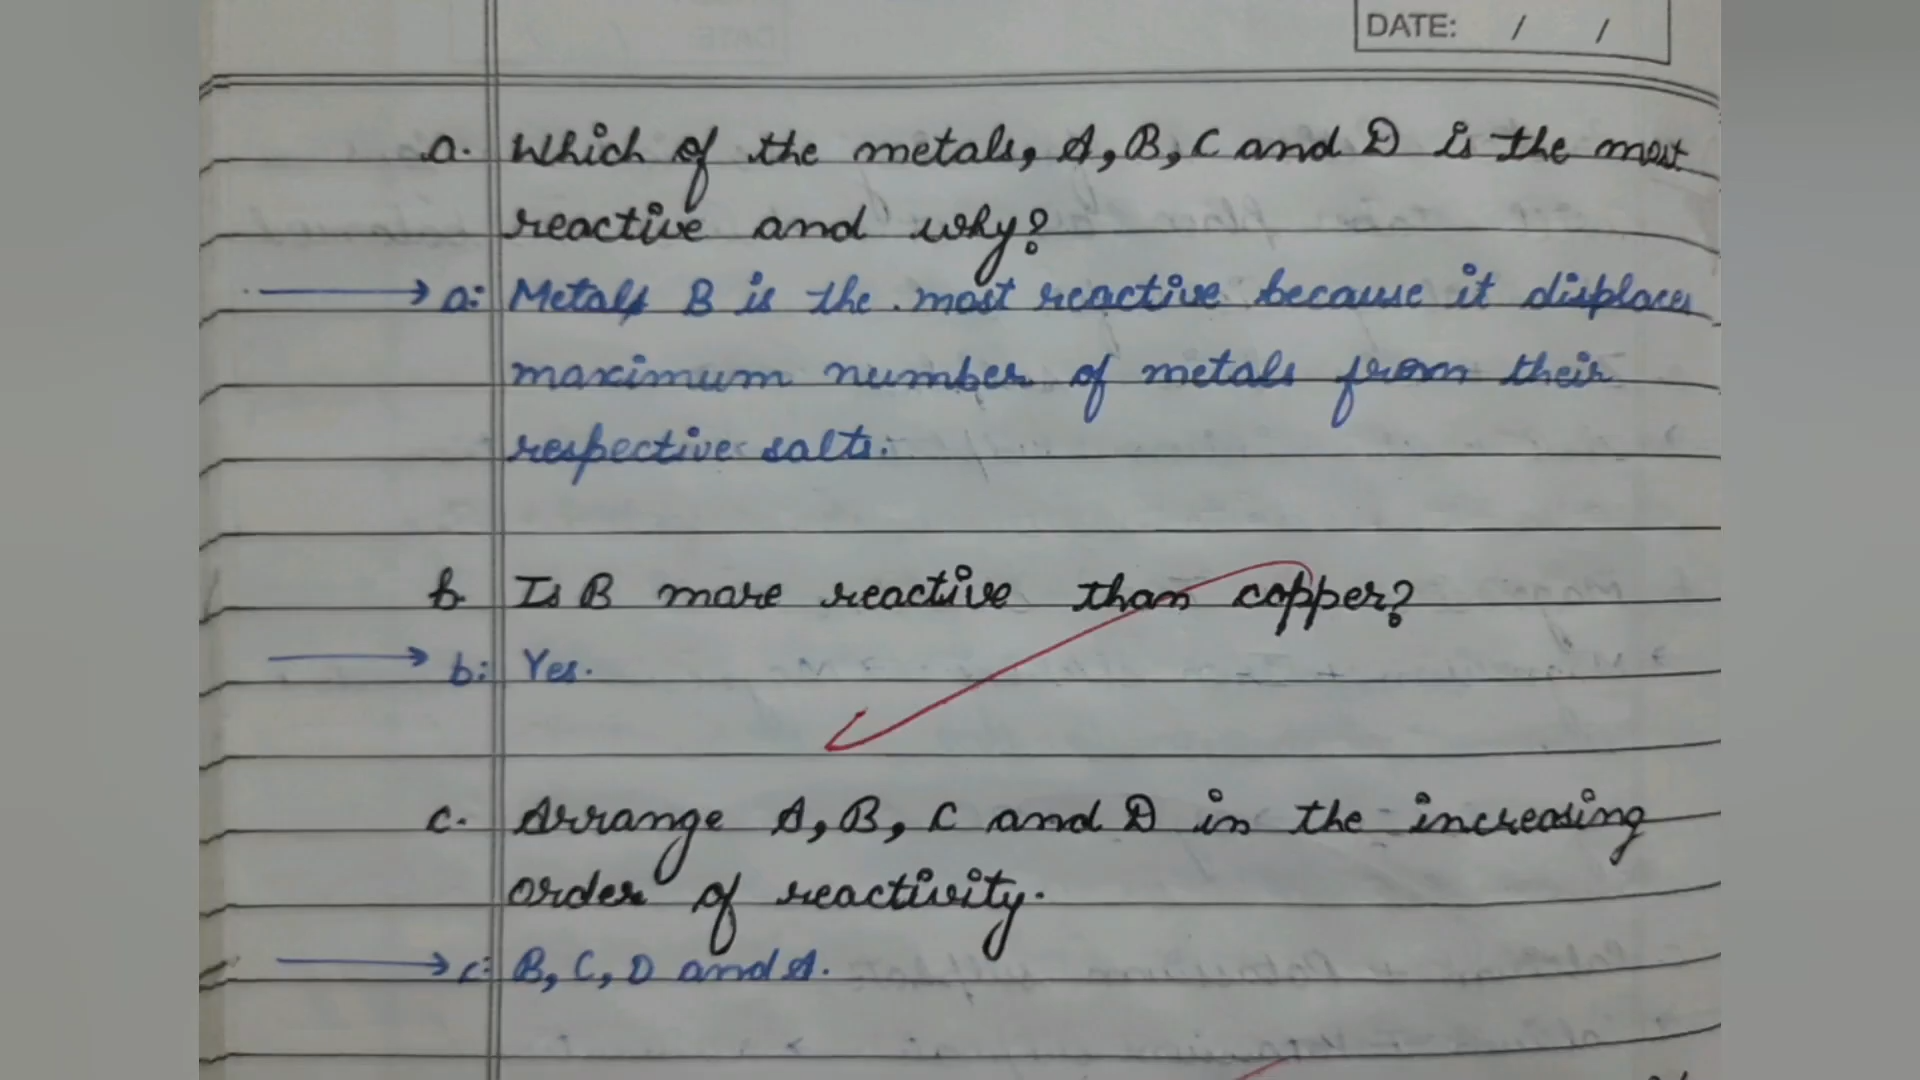 DATE: / /
a. Which of the metals, A, B, C and D is the most
reactive and why?
→ a: Metals B is the most reactive because it displaces
maximum number of metals from their
respective salts.
b. Is B more reactive than copper?
→ b: Yes.
c. Arrange A, B, C and D in the increasing
order of reactivity.
→ c: B, C, D and A.